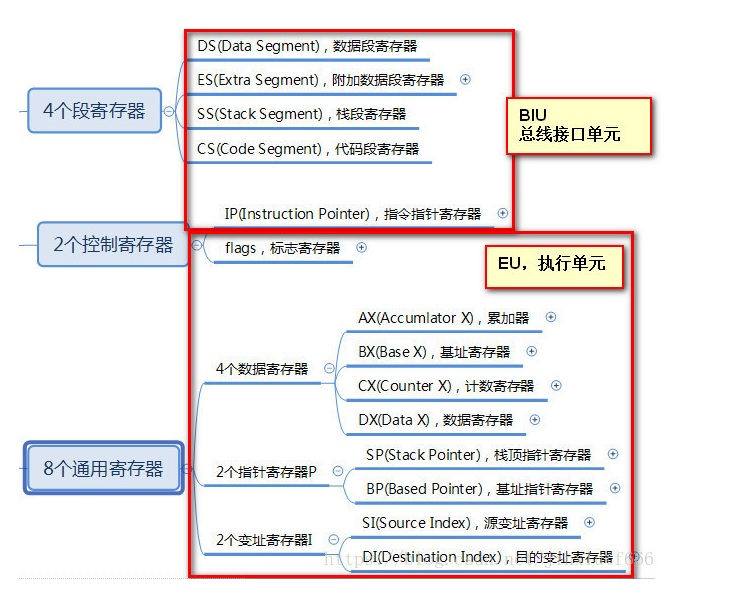 DS(Data Segment)，数据段寄存器
ES(Extra Segment)，附加数据段寄存器
4个段寄存器
SS(Stack Segment)，栈段寄存器
CS(Code Segment)，代码段寄存器
BIU
总线接口单元
IP(Instruction Pointer)，指令指针寄存器
2个控制寄存器
flags，标志寄存器
EU，执行单元
AX(Accumlator X)，累加器
BX(Base X)，基址寄存器
4个数据寄存器
CX(Counter X)，计数寄存器
DX(Data X)，数据寄存器
SP(Stack Pointer)，栈顶指针寄存器
8个通用寄存器
2个指针寄存器P
BP(Based Pointer)，基址指针寄存器
SI(Source Index)，源变址寄存器
2个变址寄存器I
DI(Destination Index)，目的变址寄存器